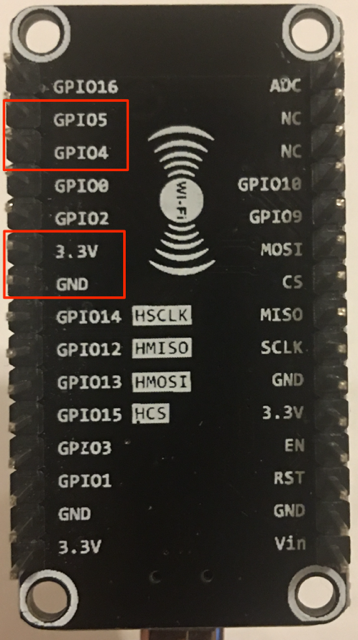 GPIO16
GPIO5
GPIO4
GPIO0
GPIO2
3.3V
GND
GPIO14 HSCLK
GPIO12 HMISO
GPIO13 HMOSI
GPIO15 HCS
GPIO3
GPIO1
GND
3.3V
Wi-Fi
ADC
NC
NC
GPIO10
GPIO9
MOSI
CS
MISO
SCLK
GND
3.3V
EN
RST
GND
Vin